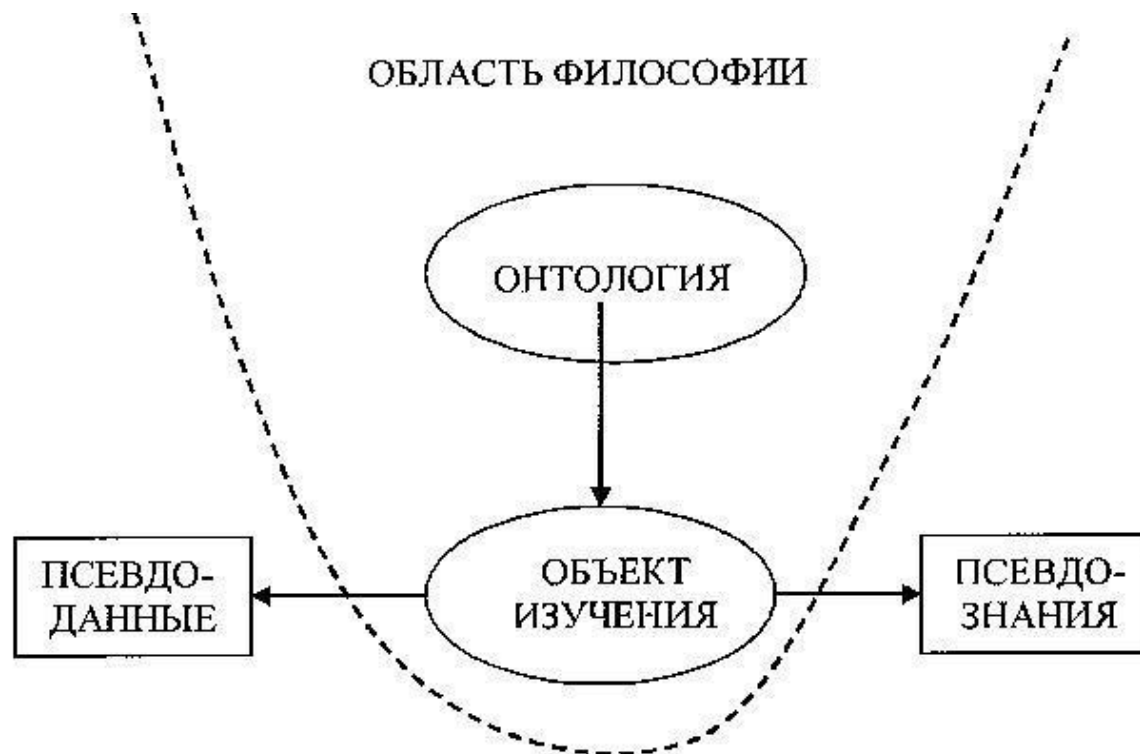 ОБЛАСТЬ ФИЛОСОФИИ
ОНТОЛОГИЯ
ПСЕВДО-
ДАННЫЕ
ОБЪЕКТ
ИЗУЧЕНИЯ
ПСЕВДО-
ЗНАНИЯ